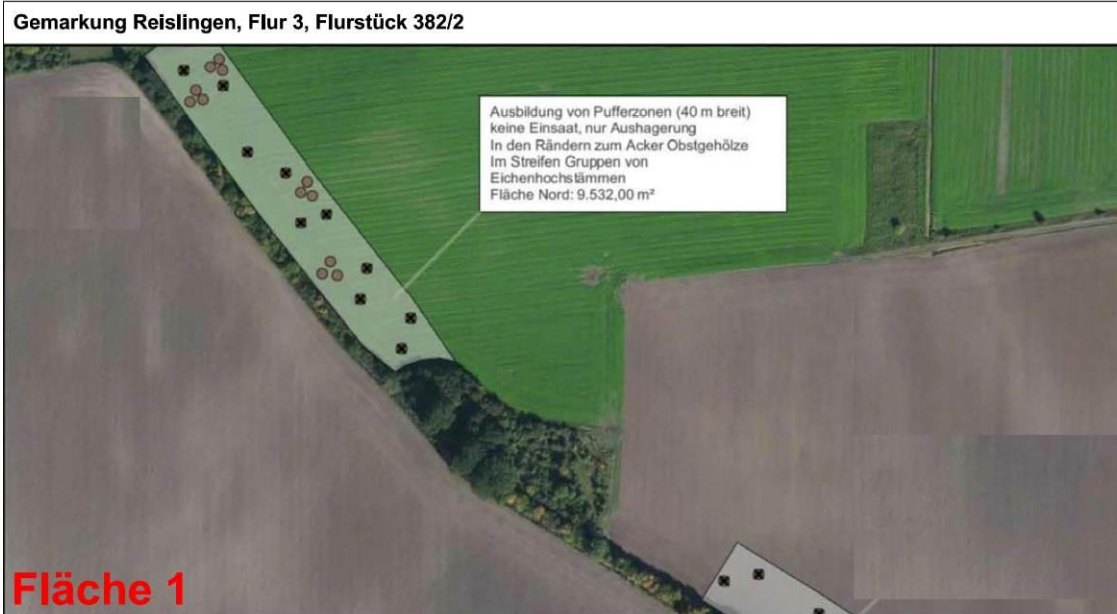 Gemarkung Reislingen, Flur 3, Flurstück 382/2
Ausbildung von Pufferzonen (40 m breit)
keine Einsaat, nur Aushagerung
In den Rändern zum Acker Obstgehölze
Im Streifen Gruppen von
Eichenhochstämmen
Fläche Nord: 9.532,00 m²
Fläche 1